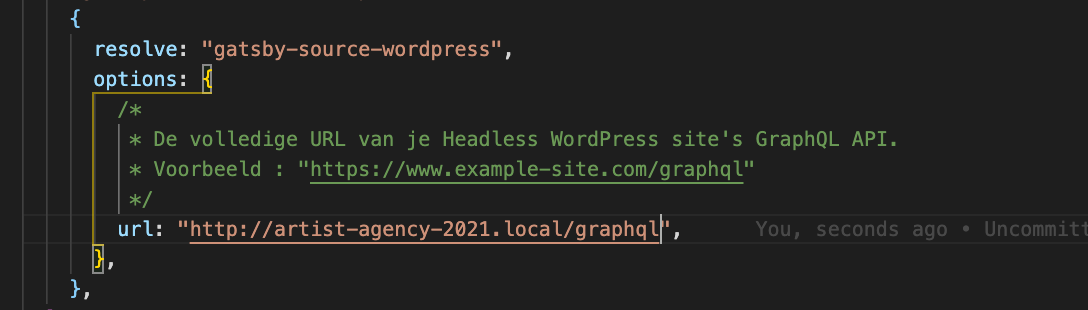 {
resolve: "gatsby-source-wordpress",
options: {
/*
* De volledige URL van je Headless WordPress site's GraphQL API.
* Voorbeeld : "https://www.example-site.com/graphql"
*/
url: "http://artist-agency-2021.local/graphql", You, seconds ago • Uncommitt
},
},